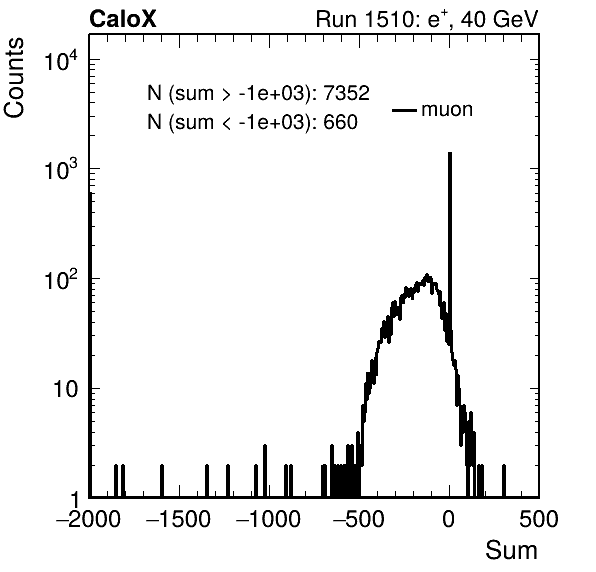 CaloX Run 1510: e⁺, 40 GeV
Counts
10⁴
N (sum > -1e+03): 7352
muon
N (sum < -1e+03): 660
10³
10²
10
1
−2000 −1500 −1000 −500 0 500
Sum